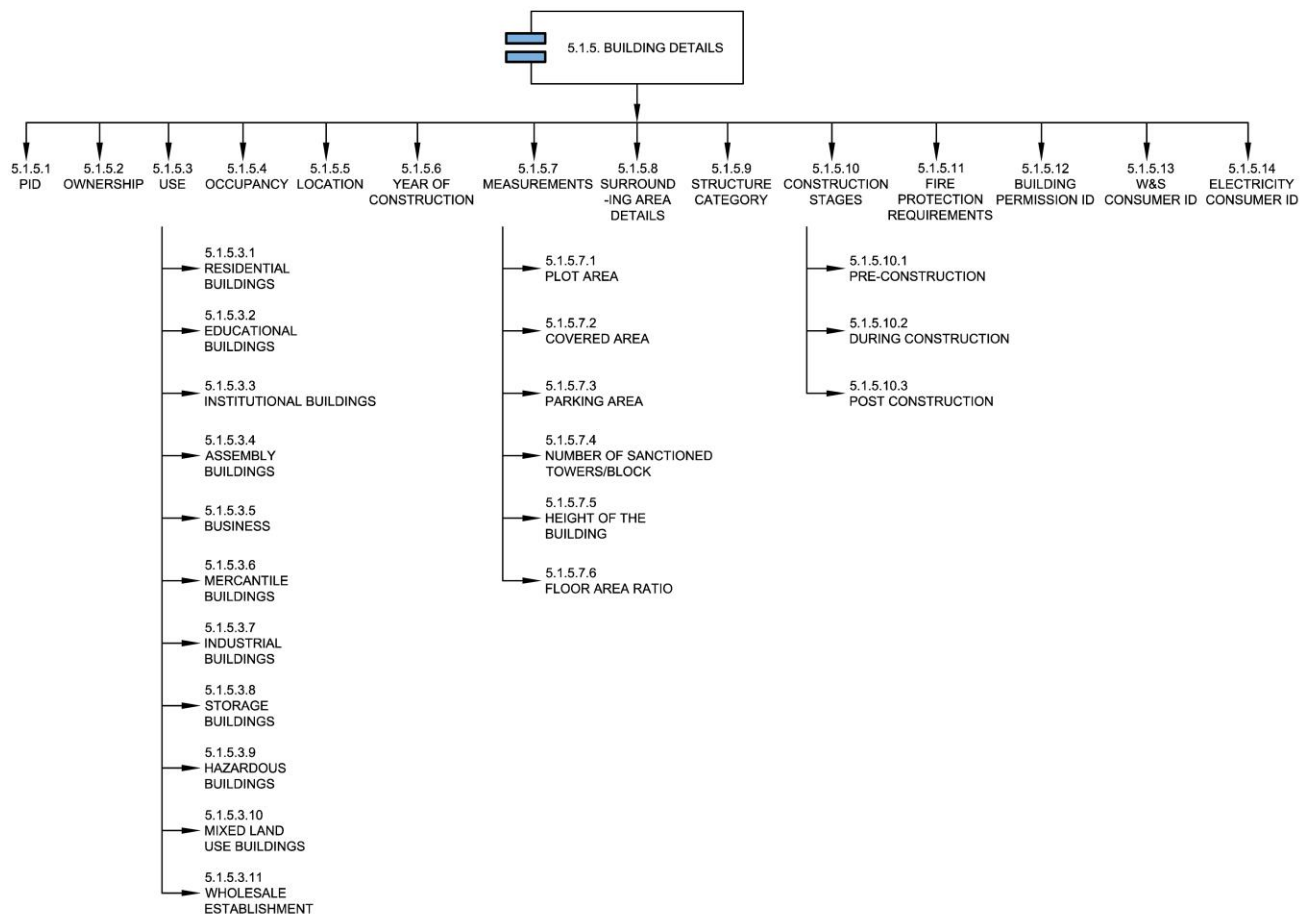 5.1.5. BUILDING DETAILS
5.1.5.1
PID
5.1.5.2
OWNERSHIP
5.1.5.3
USE
5.1.5.4
OCCUPANCY
5.1.5.5
LOCATION
5.1.5.6
YEAR OF
CONSTRUCTION
5.1.5.7
MEASUREMENTS
5.1.5.8
SURROUND
-ING AREA
DETAILS
5.1.5.9
STRUCTURE
CATEGORY
5.1.5.10
CONSTRUCTION
STAGES
5.1.5.11
FIRE
PROTECTION
REQUIREMENTS
5.1.5.12
BUILDING
PERMISSION ID
5.1.5.13
W&S
CONSUMER ID
5.1.5.14
ELECTRICITY
CONSUMER ID
5.1.5.3.1
RESIDENTIAL
BUILDINGS
5.1.5.3.2
EDUCATIONAL
BUILDINGS
5.1.5.3.3
INSTITUTIONAL BUILDINGS
5.1.5.3.4
ASSEMBLY
BUILDINGS
5.1.5.3.5
BUSINESS
5.1.5.3.6
MERCANTILE
BUILDINGS
5.1.5.3.7
INDUSTRIAL
BUILDINGS
5.1.5.3.8
STORAGE
BUILDINGS
5.1.5.3.9
HAZARDOUS
BUILDINGS
5.1.5.3.10
MIXED LAND
USE BUILDINGS
5.1.5.3.11
WHOLESALE
ESTABLISHMENT
5.1.5.7.1
PLOT AREA
5.1.5.7.2
COVERED AREA
5.1.5.7.3
PARKING AREA
5.1.5.7.4
NUMBER OF SANCTIONED
TOWERS/BLOCK
5.1.5.7.5
HEIGHT OF THE
BUILDING
5.1.5.7.6
FLOOR AREA RATIO
5.1.5.10.1
PRE-CONSTRUCTION
5.1.5.10.2
DURING CONSTRUCTION
5.1.5.10.3
POST CONSTRUCTION